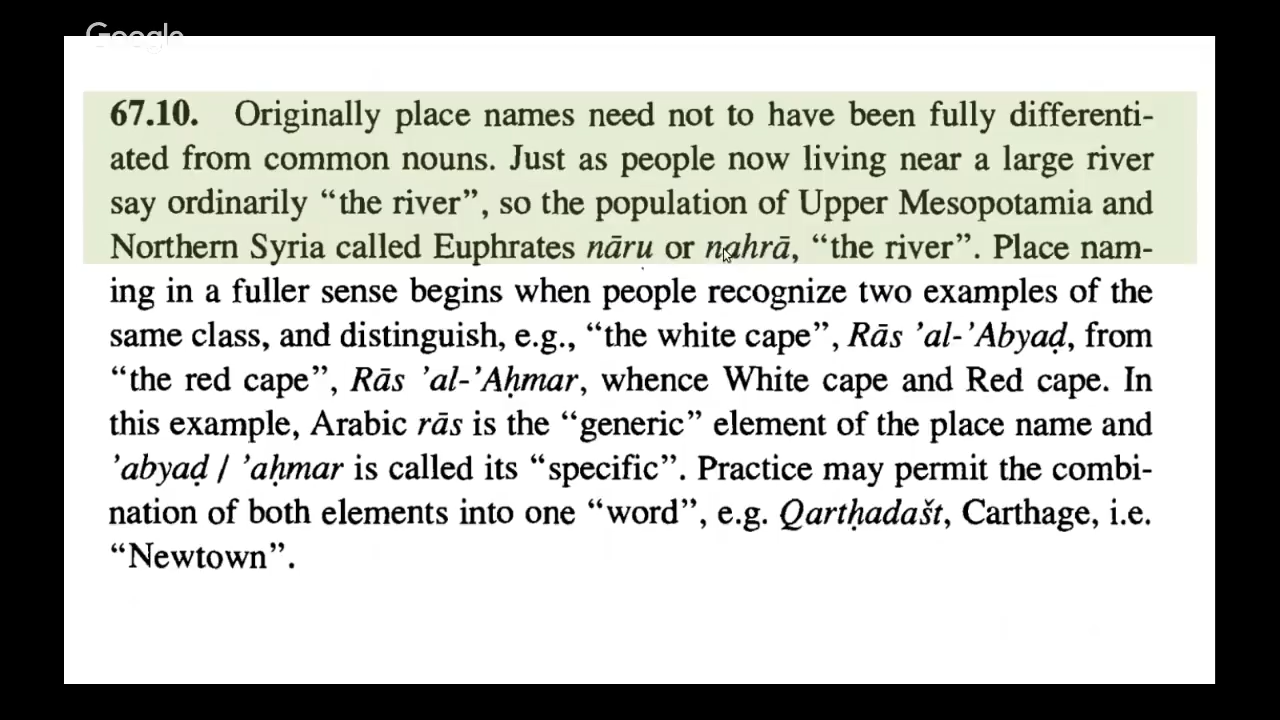 Google
67.10. Originally place names need not to have been fully differenti-
ated from common nouns. Just as people now living near a large river
say ordinarily “the river”, so the population of Upper Mesopotamia and
Northern Syria called Euphrates nāru or nahrā, “the river”. Place nam-
ing in a fuller sense begins when people recognize two examples of the
same class, and distinguish, e.g., “the white cape”, Rās ’al-’Abyaḍ, from
“the red cape”, Rās ’al-’Aḥmar, whence White cape and Red cape. In
this example, Arabic rās is the “generic” element of the place name and
’abyaḍ / ’aḥmar is called its “specific”. Practice may permit the combi-
nation of both elements into one “word”, e.g. Qartḥadašt, Carthage, i.e.
“Newtown”.